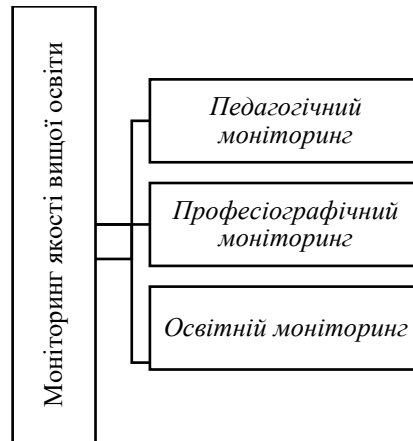 Моніторинг якості вищої освіти
Педагогічний
моніторинг
Професіографічний
моніторинг
Освітній моніторинг